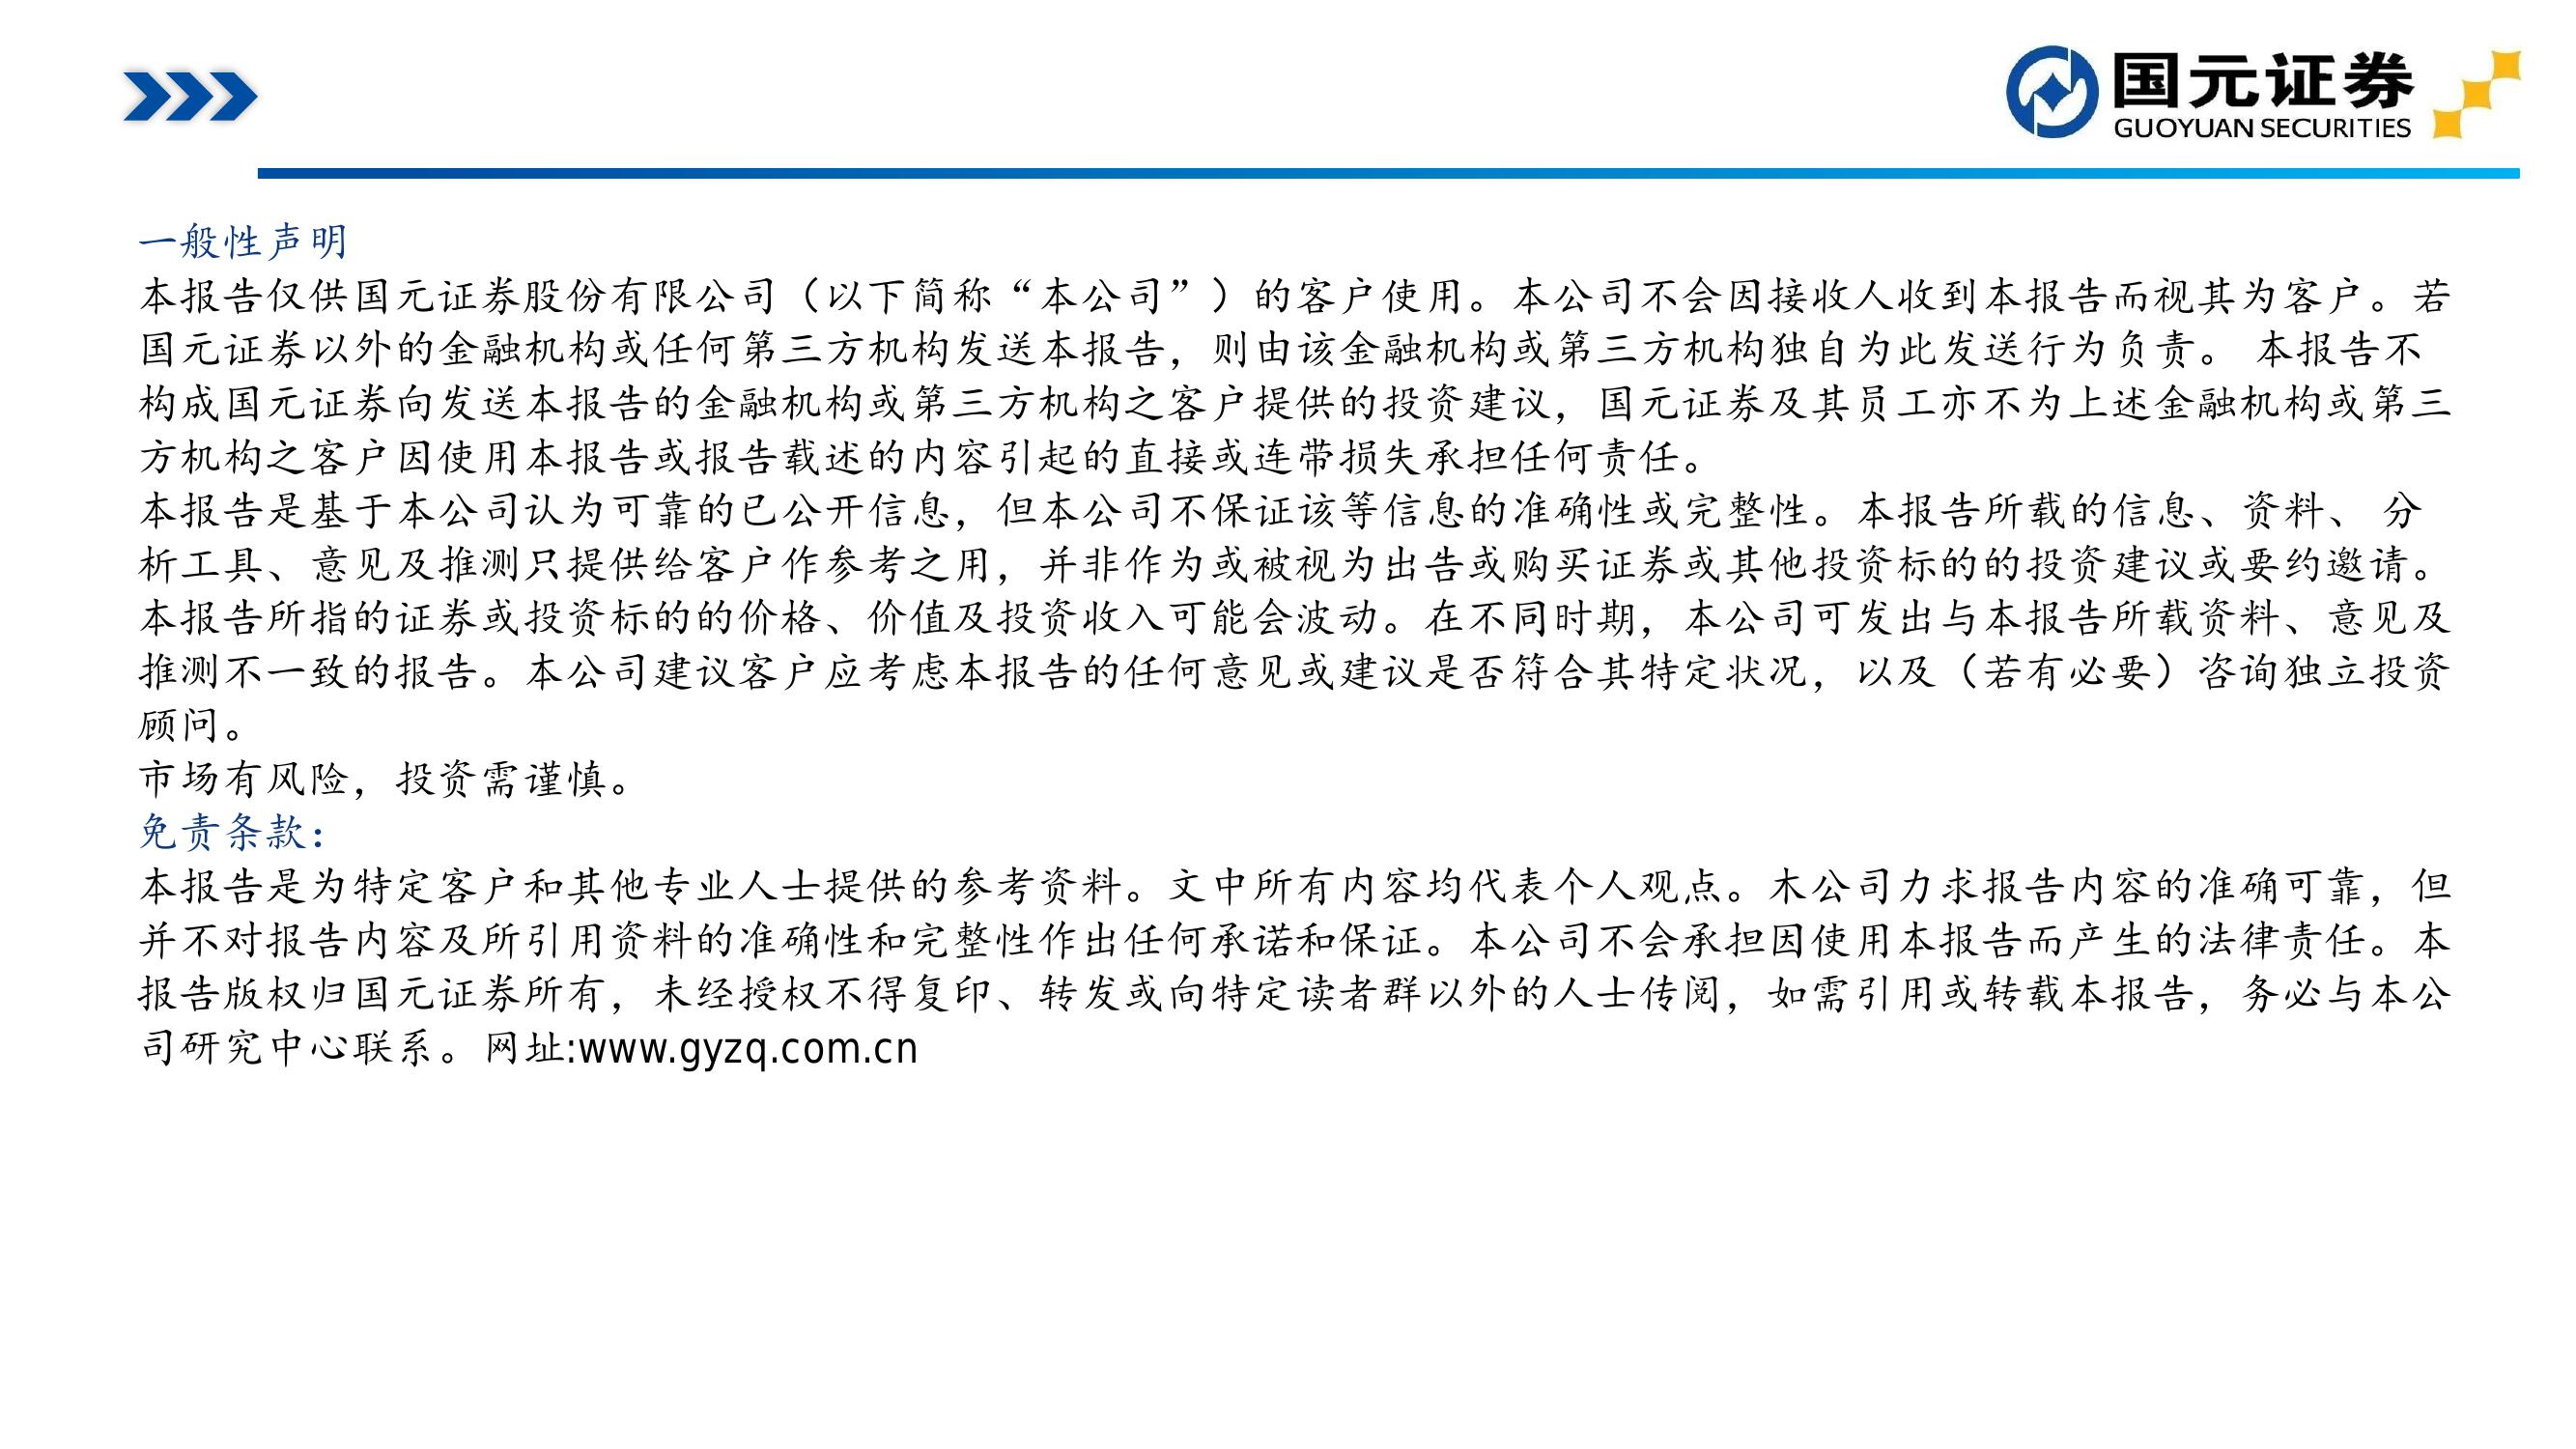 国元证券
GUOYUAN SECURITIES
一般性声明
本报告仅供国元证券股份有限公司（以下简称“本公司”）的客户使用。本公司不会因接收人收到本报告而视其为客户。若
国元证券以外的金融机构或任何第三方机构发送本报告，则由该金融机构或第三方机构独自为此发送行为负责。 本报告不
构成国元证券向发送本报告的金融机构或第三方机构之客户提供的投资建议，国元证券及其员工亦不为上述金融机构或第三
方机构之客户因使用本报告或报告载述的内容引起的直接或连带损失承担任何责任。
本报告是基于本公司认为可靠的已公开信息，但本公司不保证该等信息的准确性或完整性。本报告所载的信息、资料、 分
析工具、意见及推测只提供给客户作参考之用，并非作为或被视为出告或购买证券或其他投资标的的投资建议或要约邀请。
本报告所指的证券或投资标的的价格、价值及投资收入可能会波动。在不同时期，本公司可发出与本报告所载资料、意见及
推测不一致的报告。本公司建议客户应考虑本报告的任何意见或建议是否符合其特定状况，以及（若有必要）咨询独立投资
顾问。
市场有风险，投资需谨慎。
免责条款：
本报告是为特定客户和其他专业人士提供的参考资料。文中所有内容均代表个人观点。木公司力求报告内容的准确可靠，但
并不对报告内容及所引用资料的准确性和完整性作出任何承诺和保证。本公司不会承担因使用本报告而产生的法律责任。本
报告版权归国元证券所有，未经授权不得复印、转发或向特定读者群以外的人士传阅，如需引用或转载本报告，务必与本公
司研究中心联系。网址:www.gyzq.com.cn